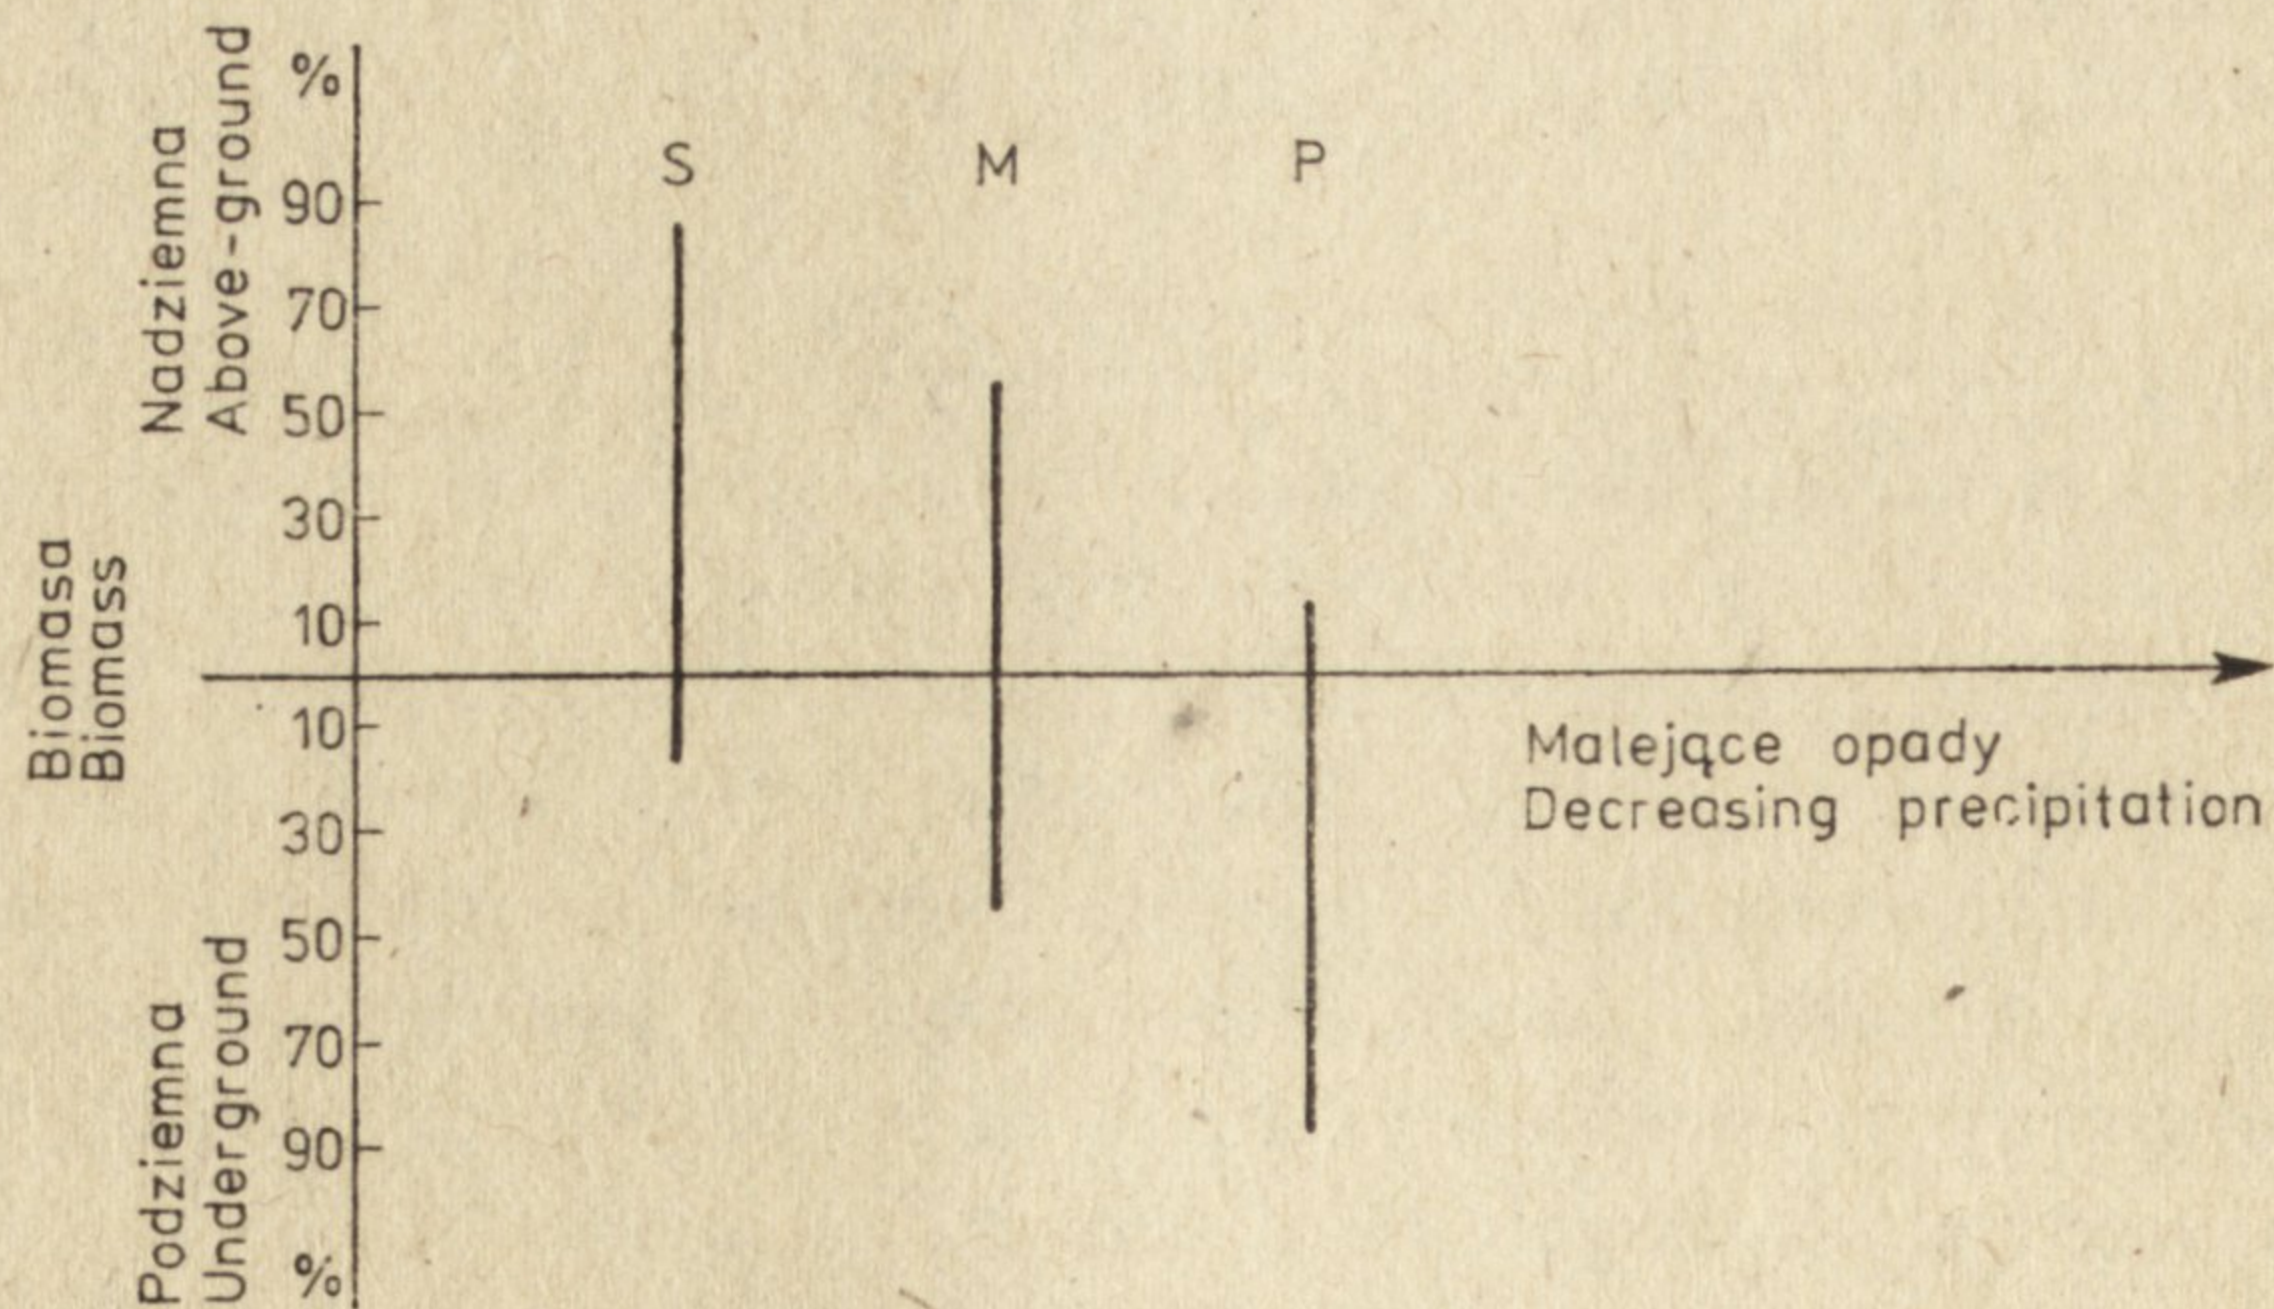 Biomasa
Biomass
Nadziemna
Above-ground
Podziemna
Underground
%
90
70
50
30
10
10
30
50
70
90
%
S M P
Malejące opady
Decreasing precipitation